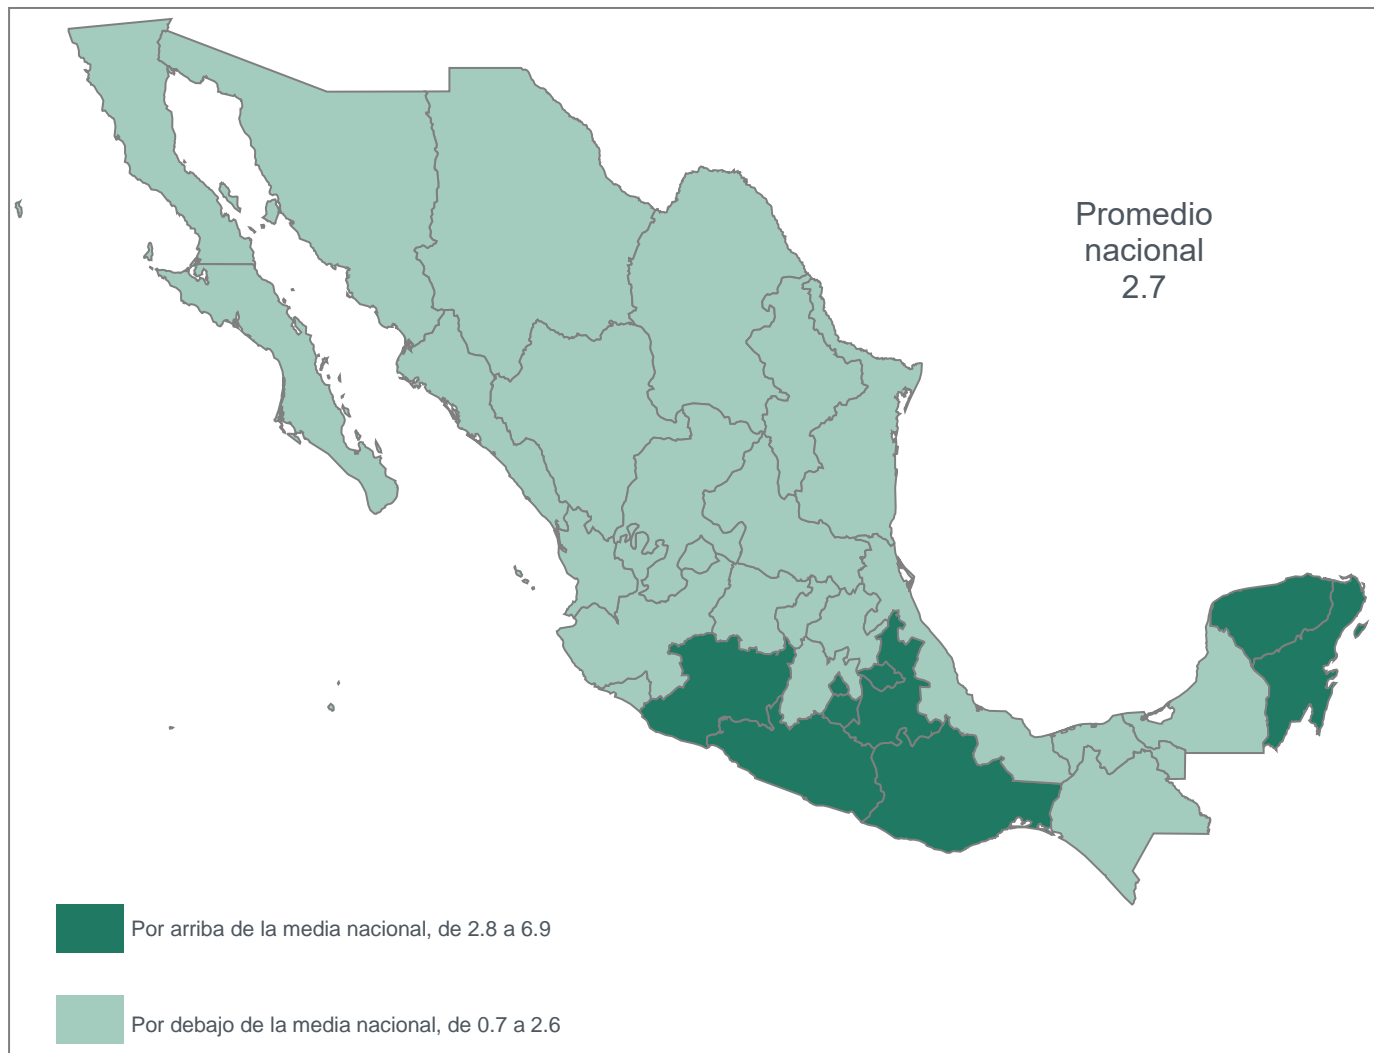 Promedio
nacional
2.7
Por arriba de la media nacional, de 2.8 a 6.9
Por debajo de la media nacional, de 0.7 a 2.6